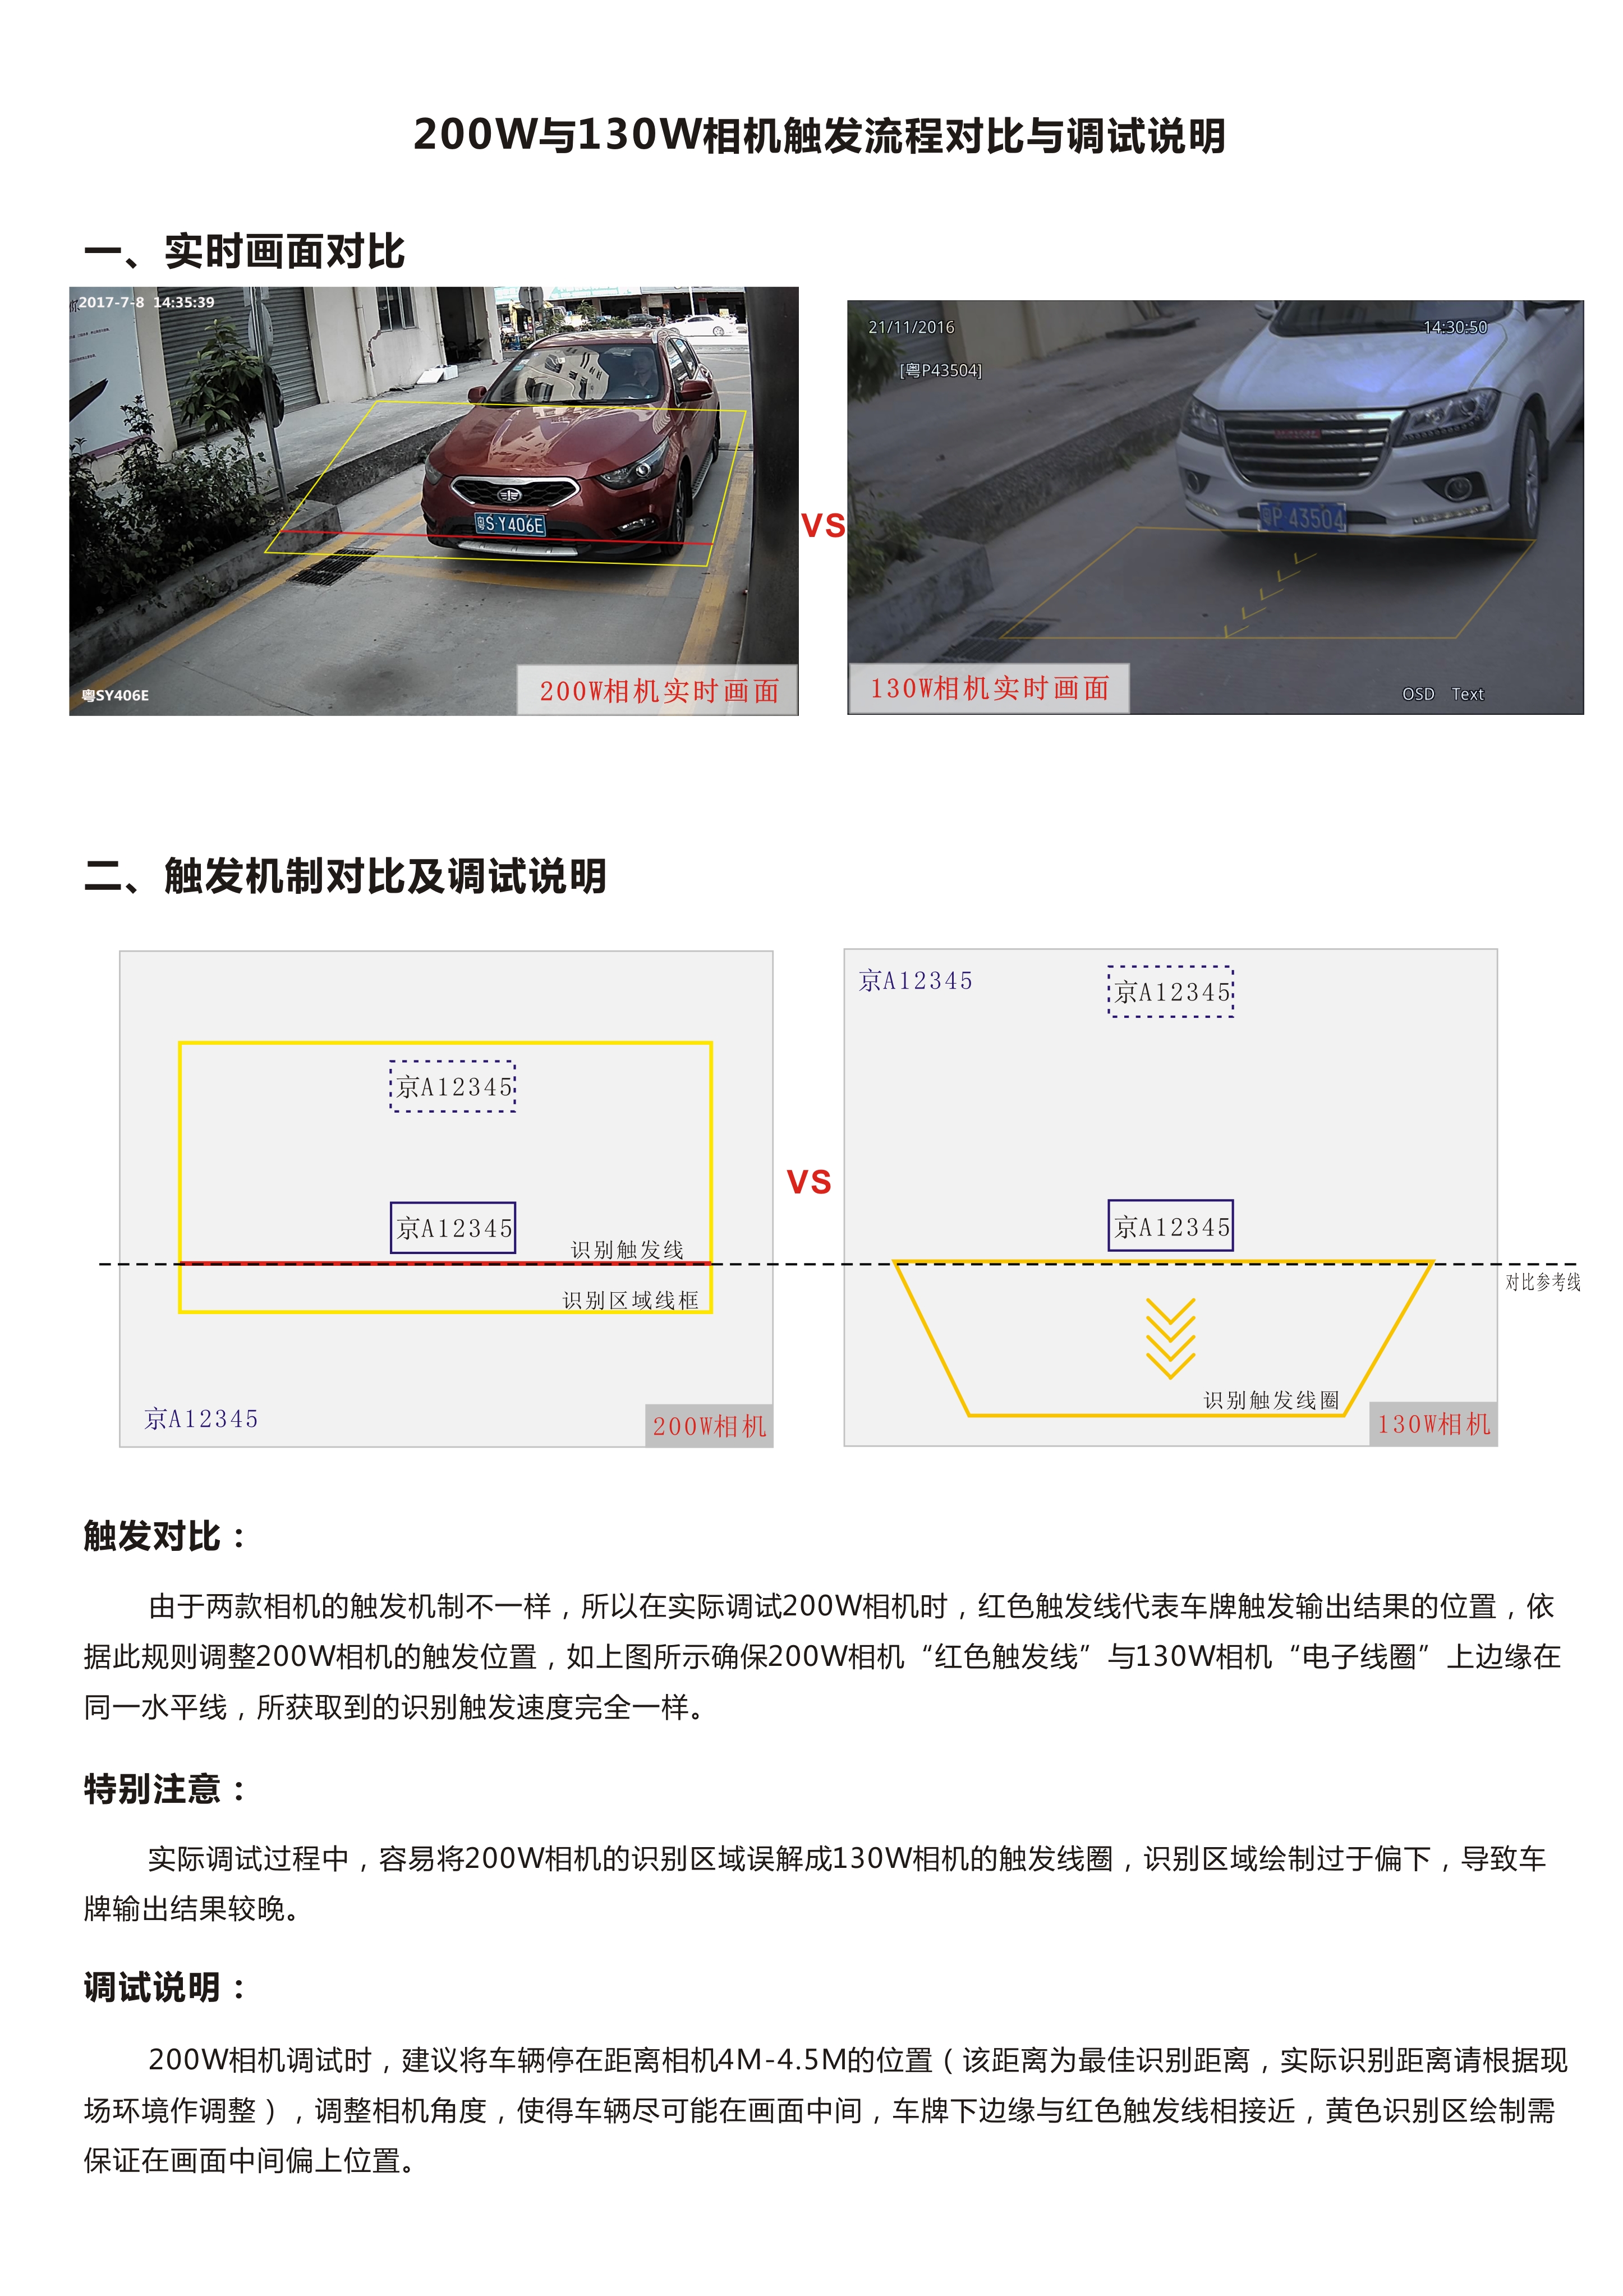 200W与130W相机触发流程对比与调试说明
一、实时画面对比
2017-7-8 14:35:39
粤SY406E
粤SY406E
200W相机实时画面
VS
21/11/2016
14:30:50
[粤P43504]
粤P 43504
130W相机实时画面
OSD Text
二、触发机制对比及调试说明
京A12345
京A12345
识别触发线
识别区域线框
京A12345
200W相机
VS
京A12345
京A12345
京A12345
对比参考线
识别触发线圈
130W相机
触发对比：
由于两款相机的触发机制不一样，所以在实际调试200W相机时，红色触发线代表车牌触发输出结果的位置，依
据此规则调整200W相机的触发位置，如上图所示确保200W相机“红色触发线”与130W相机“电子线圈”上边缘在
同一水平线，所获取到的识别触发速度完全一样。
特别注意：
实际调试过程中，容易将200W相机的识别区域误解成130W相机的触发线圈，识别区域绘制过于偏下，导致车
牌输出结果较晚。
调试说明：
200W相机调试时，建议将车辆停在距离相机4M-4.5M的位置（该距离为最佳识别距离，实际识别距离请根据现
场环境作调整），调整相机角度，使得车辆尽可能在画面中间，车牌下边缘与红色触发线相接近，黄色识别区绘制需
保证在画面中间偏上位置。